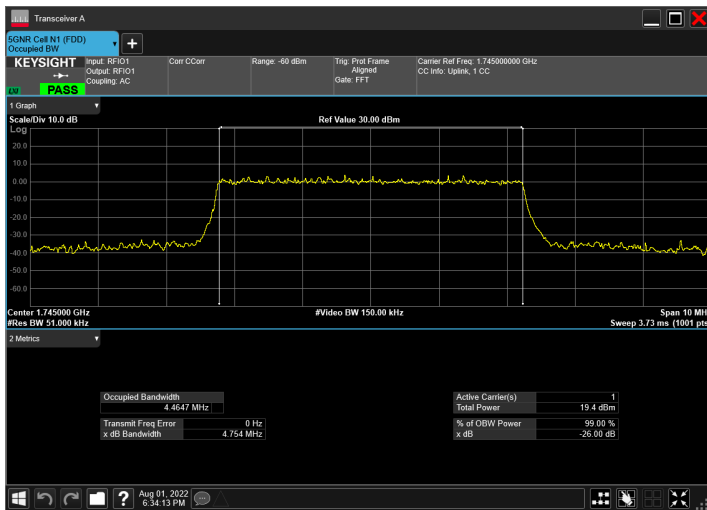 Transceiver A
5GNR Cell N1 (FDD)
Occupied BW
KEYSIGHT
LXI
PASS
Input: RFIO1
Output: RFIO1
Coupling: AC
Corr CCorr
Range: -60 dBm
Trig: Prot Frame
Aligned
Gate: FFT
Carrier Ref Freq: 1.745000000 GHz
CC Info: Uplink, 1 CC
1 Graph
Scale/Div 10.0 dB
Ref Value 30.00 dBm
Log
20.0
10.0
0.00
-10.0
-20.0
-30.0
-40.0
-50.0
-60.0
Center 1.745000 GHz
#Video BW 150.00 kHz
Span 10 MH
#Res BW 51.000 kHz
Sweep 3.73 ms (1001 pts
2 Metrics
Occupied Bandwidth
4.4647 MHz
Transmit Freq Error 0 Hz
x dB Bandwidth 4.754 MHz
Active Carrier(s) 1
Total Power 19.4 dBm
% of OBW Power 99.00 %
x dB -26.00 dB
Aug 01, 2022
6:34:13 PM